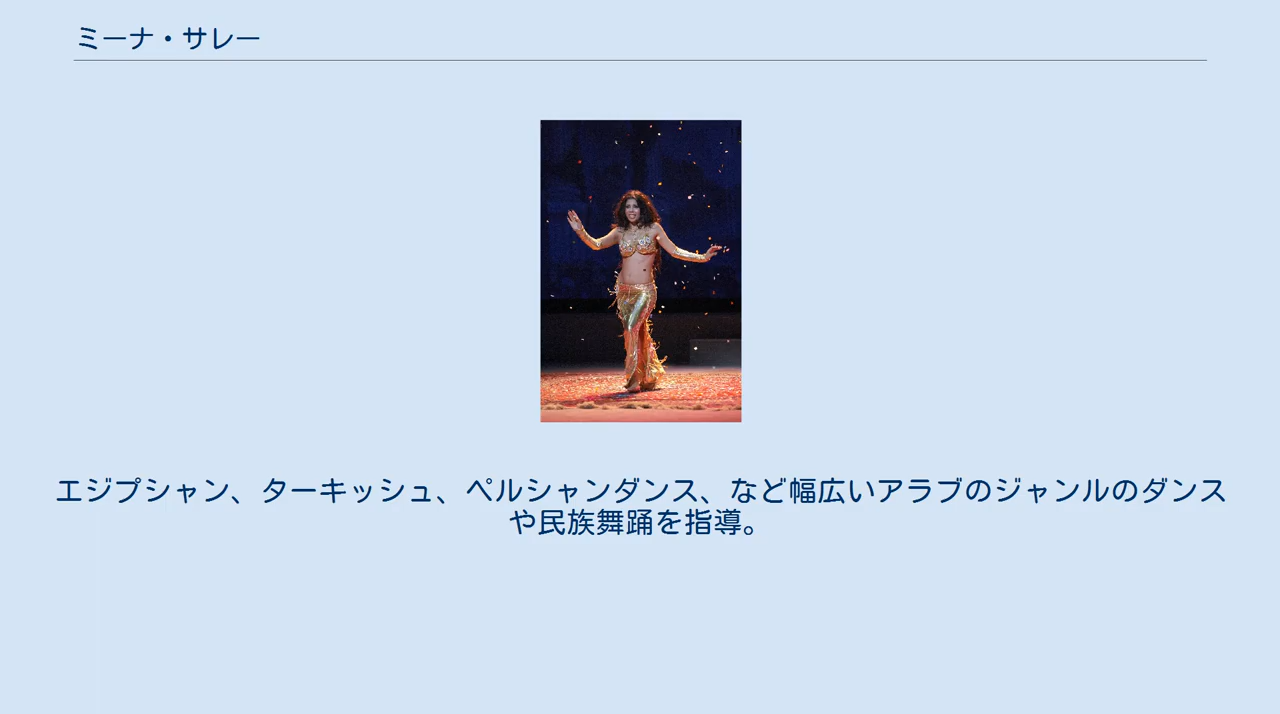 ミーナ・サレー
エジプシャン、ターキッシュ、ペルシャンダンス、など幅広いアラブのジャンルのダンス
や民族舞踊を指導。